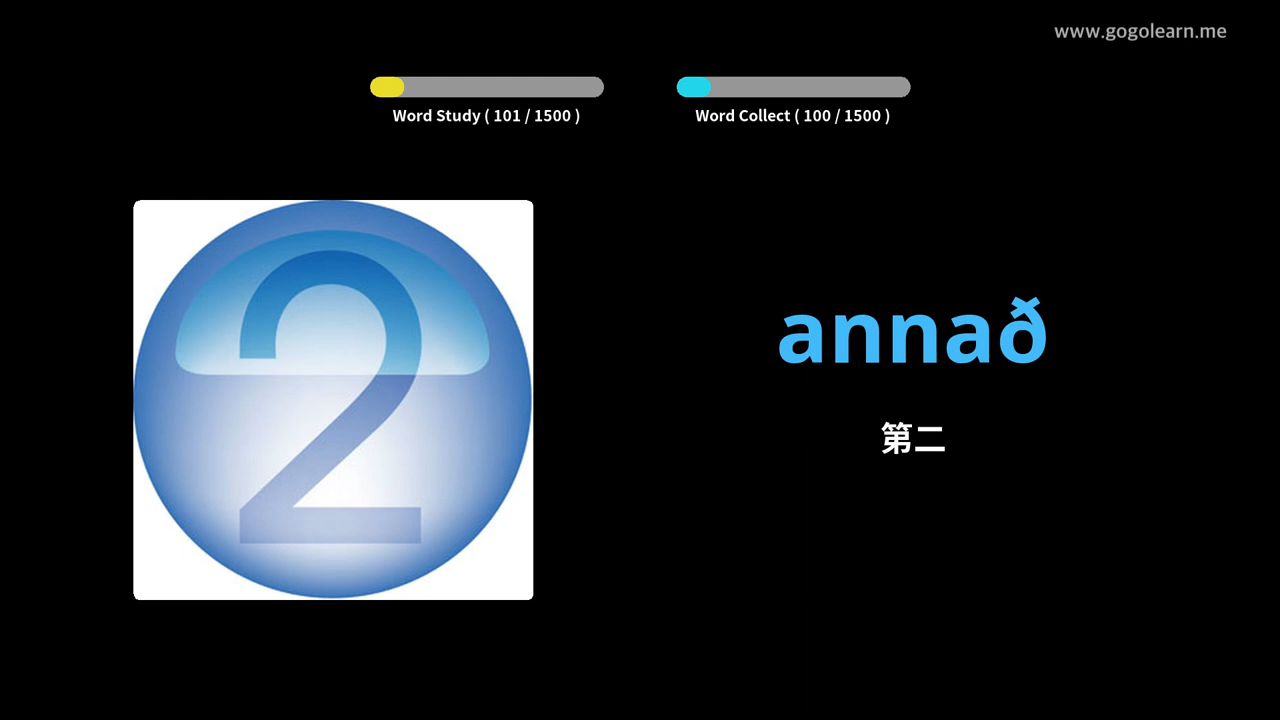 www.gogolearn.me
Word Study ( 101 / 1500 )
Word Collect ( 100 / 1500 )
2
annað
第二